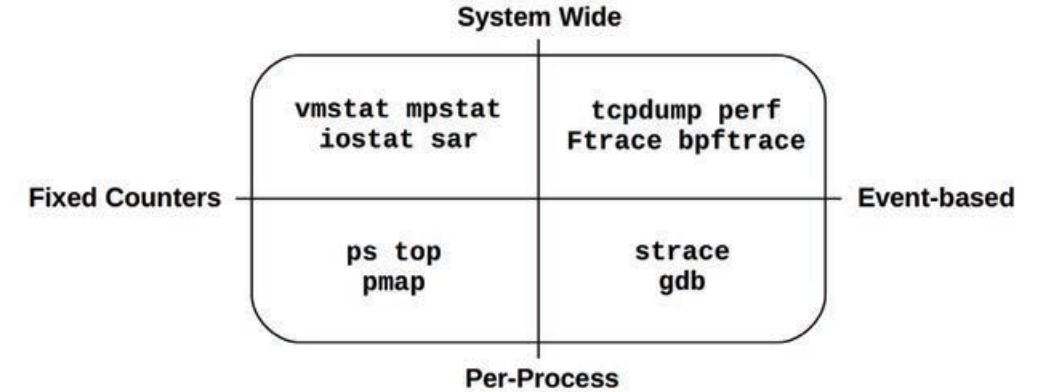 System Wide
vmstat mpstat
iostat sar
tcpdump perf
Ftrace bpftrace
Fixed Counters
Event-based
ps top
pmap
strace
gdb
Per-Process